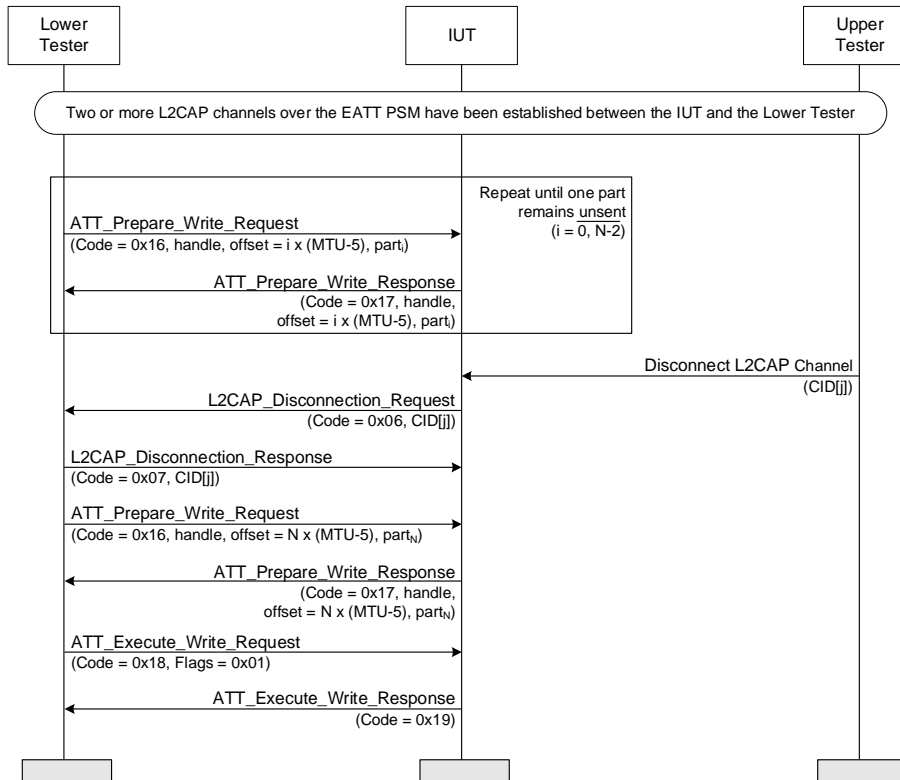 Lower
Tester
IUT
Upper
Tester
Two or more L2CAP channels over the EATT PSM have been established between the IUT and the Lower Tester
Repeat until one part
remains unsent
(i = 0, N-2)
ATT_Prepare_Write_Request
(Code = 0x16, handle, offset = i x (MTU-5), partᵢ)
ATT_Prepare_Write_Response
(Code = 0x17, handle,
offset = i x (MTU-5), partᵢ)
Disconnect L2CAP Channel
(CID[j])
L2CAP_Disconnection_Request
(Code = 0x06, CID[j])
L2CAP_Disconnection_Response
(Code = 0x07, CID[j])
ATT_Prepare_Write_Request
(Code = 0x16, handle, offset = N x (MTU-5), part_N)
ATT_Prepare_Write_Response
(Code = 0x17, handle,
offset = N x (MTU-5), part_N)
ATT_Execute_Write_Request
(Code = 0x18, Flags = 0x01)
ATT_Execute_Write_Response
(Code = 0x19)